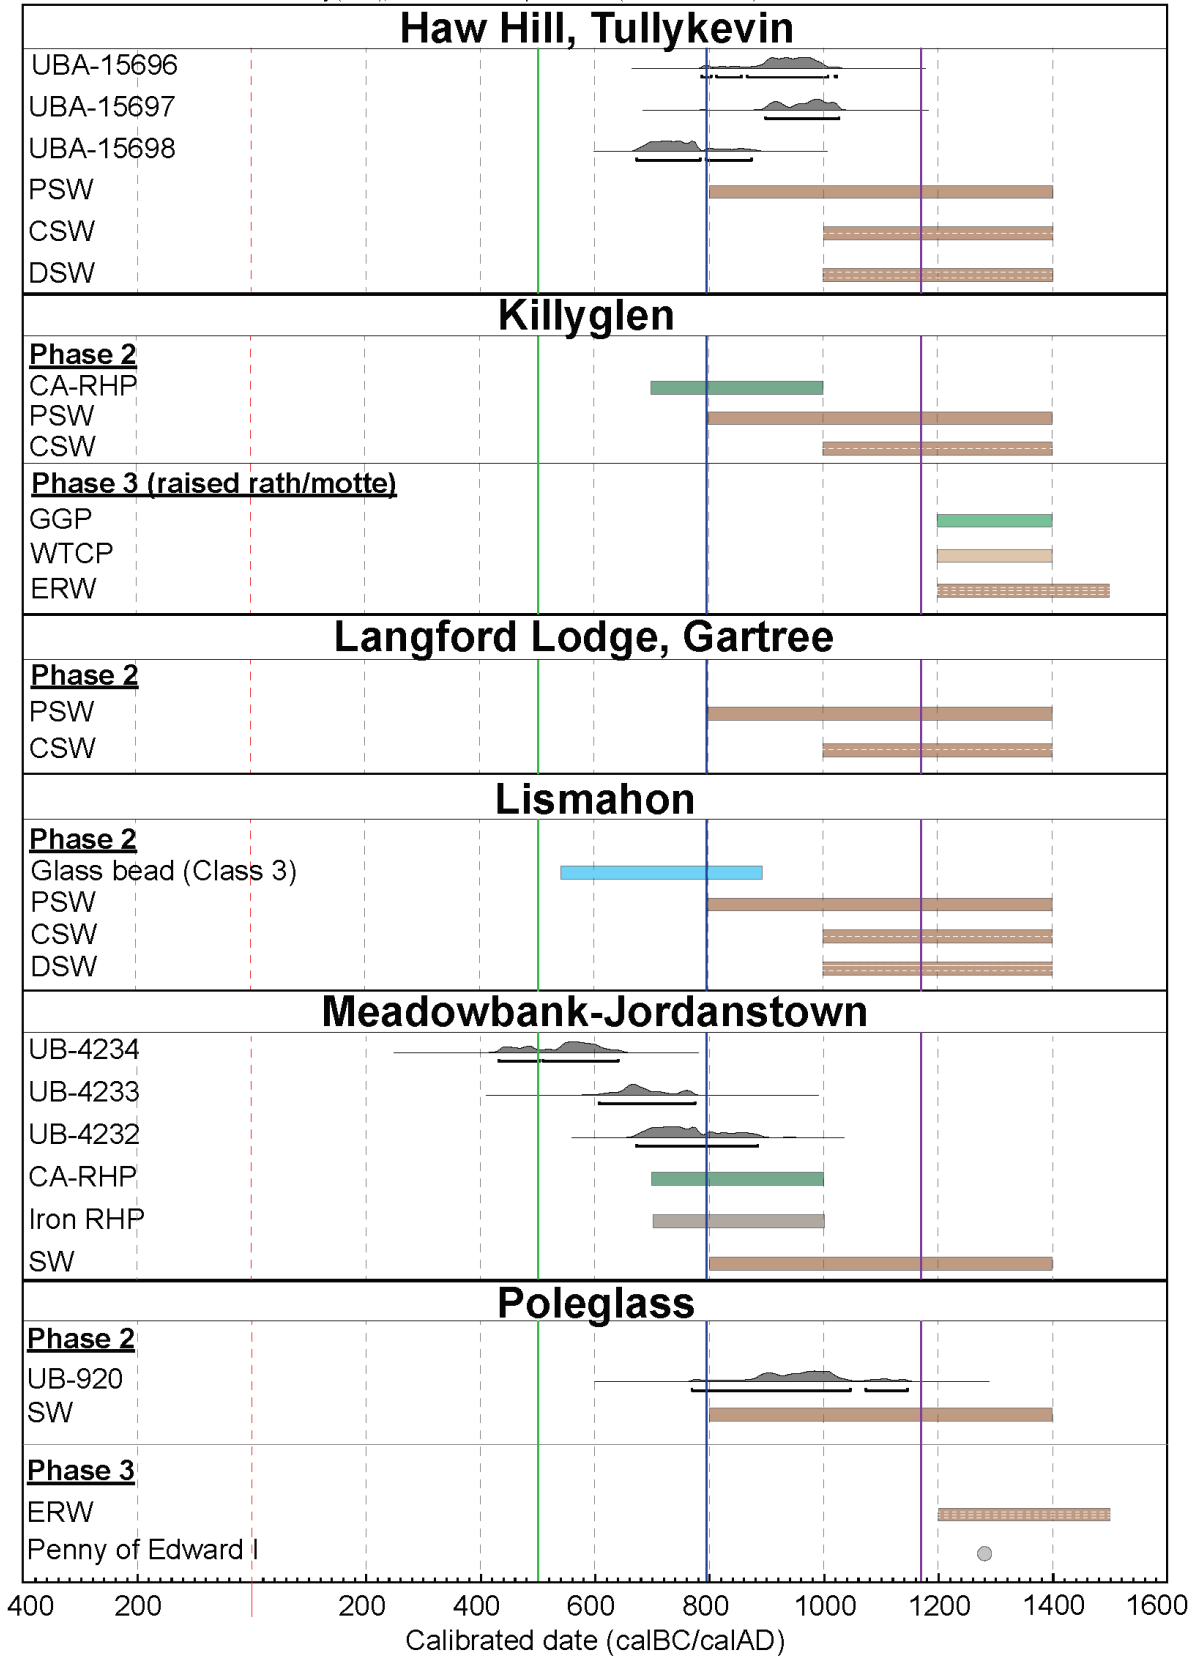 Haw Hill, Tullykevin
UBA-15696
UBA-15697
UBA-15698
PSW
CSW
DSW
Killyglen
Phase 2
CA-RHP
PSW
CSW
Phase 3 (raised rath/motte)
GGP
WTCP
ERW
Langford Lodge, Gartree
Phase 2
PSW
CSW
Lismahon
Phase 2
Glass bead (Class 3)
PSW
CSW
DSW
Meadowbank-Jordanstown
UB-4234
UB-4233
UB-4232
CA-RHP
Iron RHP
SW
Poleglass
Phase 2
UB-920
SW
Phase 3
ERW
Penny of Edward I
400 200 200 400 600 800 1000 1200 1400 1600
Calibrated date (calBC/calAD)